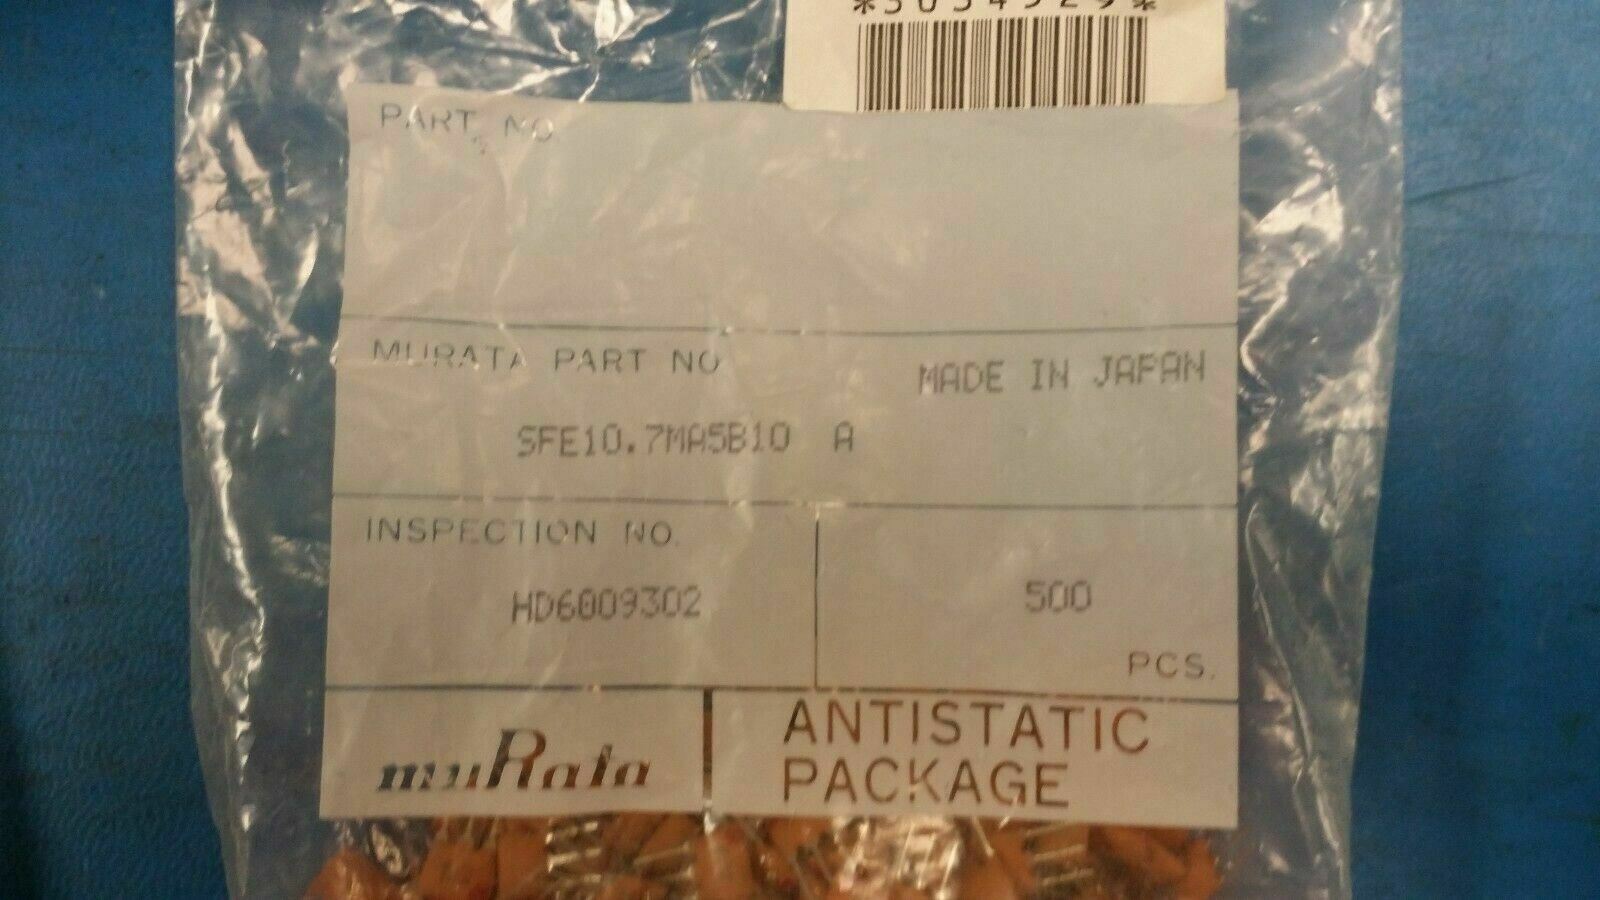 PART NO
MURATA PART NO
MADE IN JAPAN
SFE10.7MA5B10 A
INSPECTION NO.
HD6009302
500
PCS.
muRata
ANTISTATIC
PACKAGE